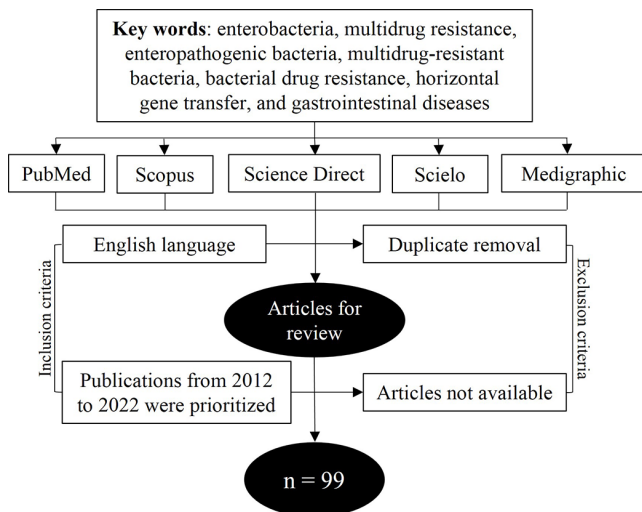 Key words: enterobacteria, multidrug resistance,
enteropathogenic bacteria, multidrug-resistant
bacteria, bacterial drug resistance, horizontal
gene transfer, and gastrointestinal diseases
PubMed
Scopus
Science Direct
Scielo
Medigraphic
Inclusion criteria
English language
Duplicate removal
Exclusion criteria
Articles for
review
Publications from 2012
to 2022 were prioritized
Articles not available
n = 99